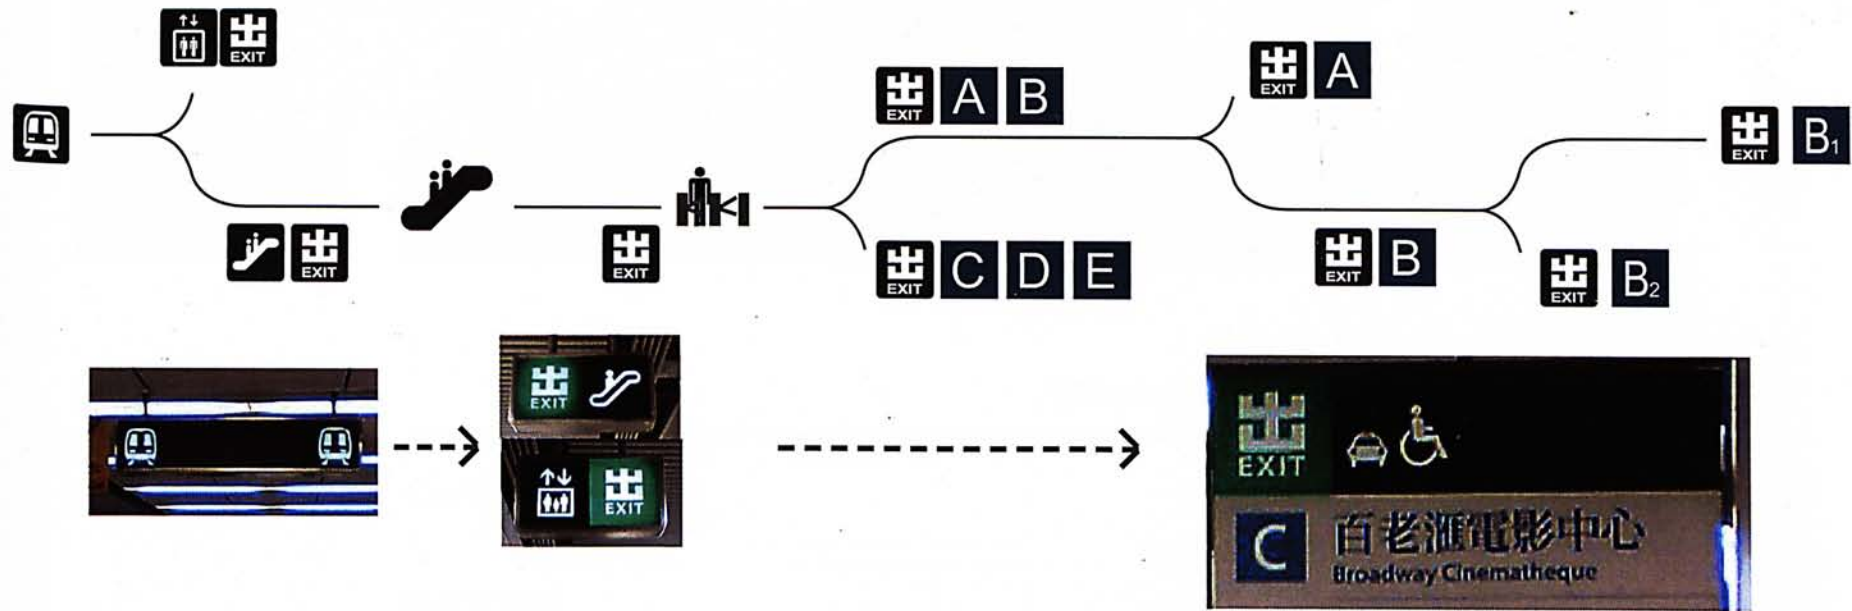 出 EXIT
出 EXIT A B
出 EXIT A
出 EXIT B₁
出 EXIT
出 EXIT
出 EXIT C D E
出 EXIT B
出 EXIT B₂
出 EXIT
出 EXIT
出 EXIT
C 百老滙電影中心
Broadway Cinematheque